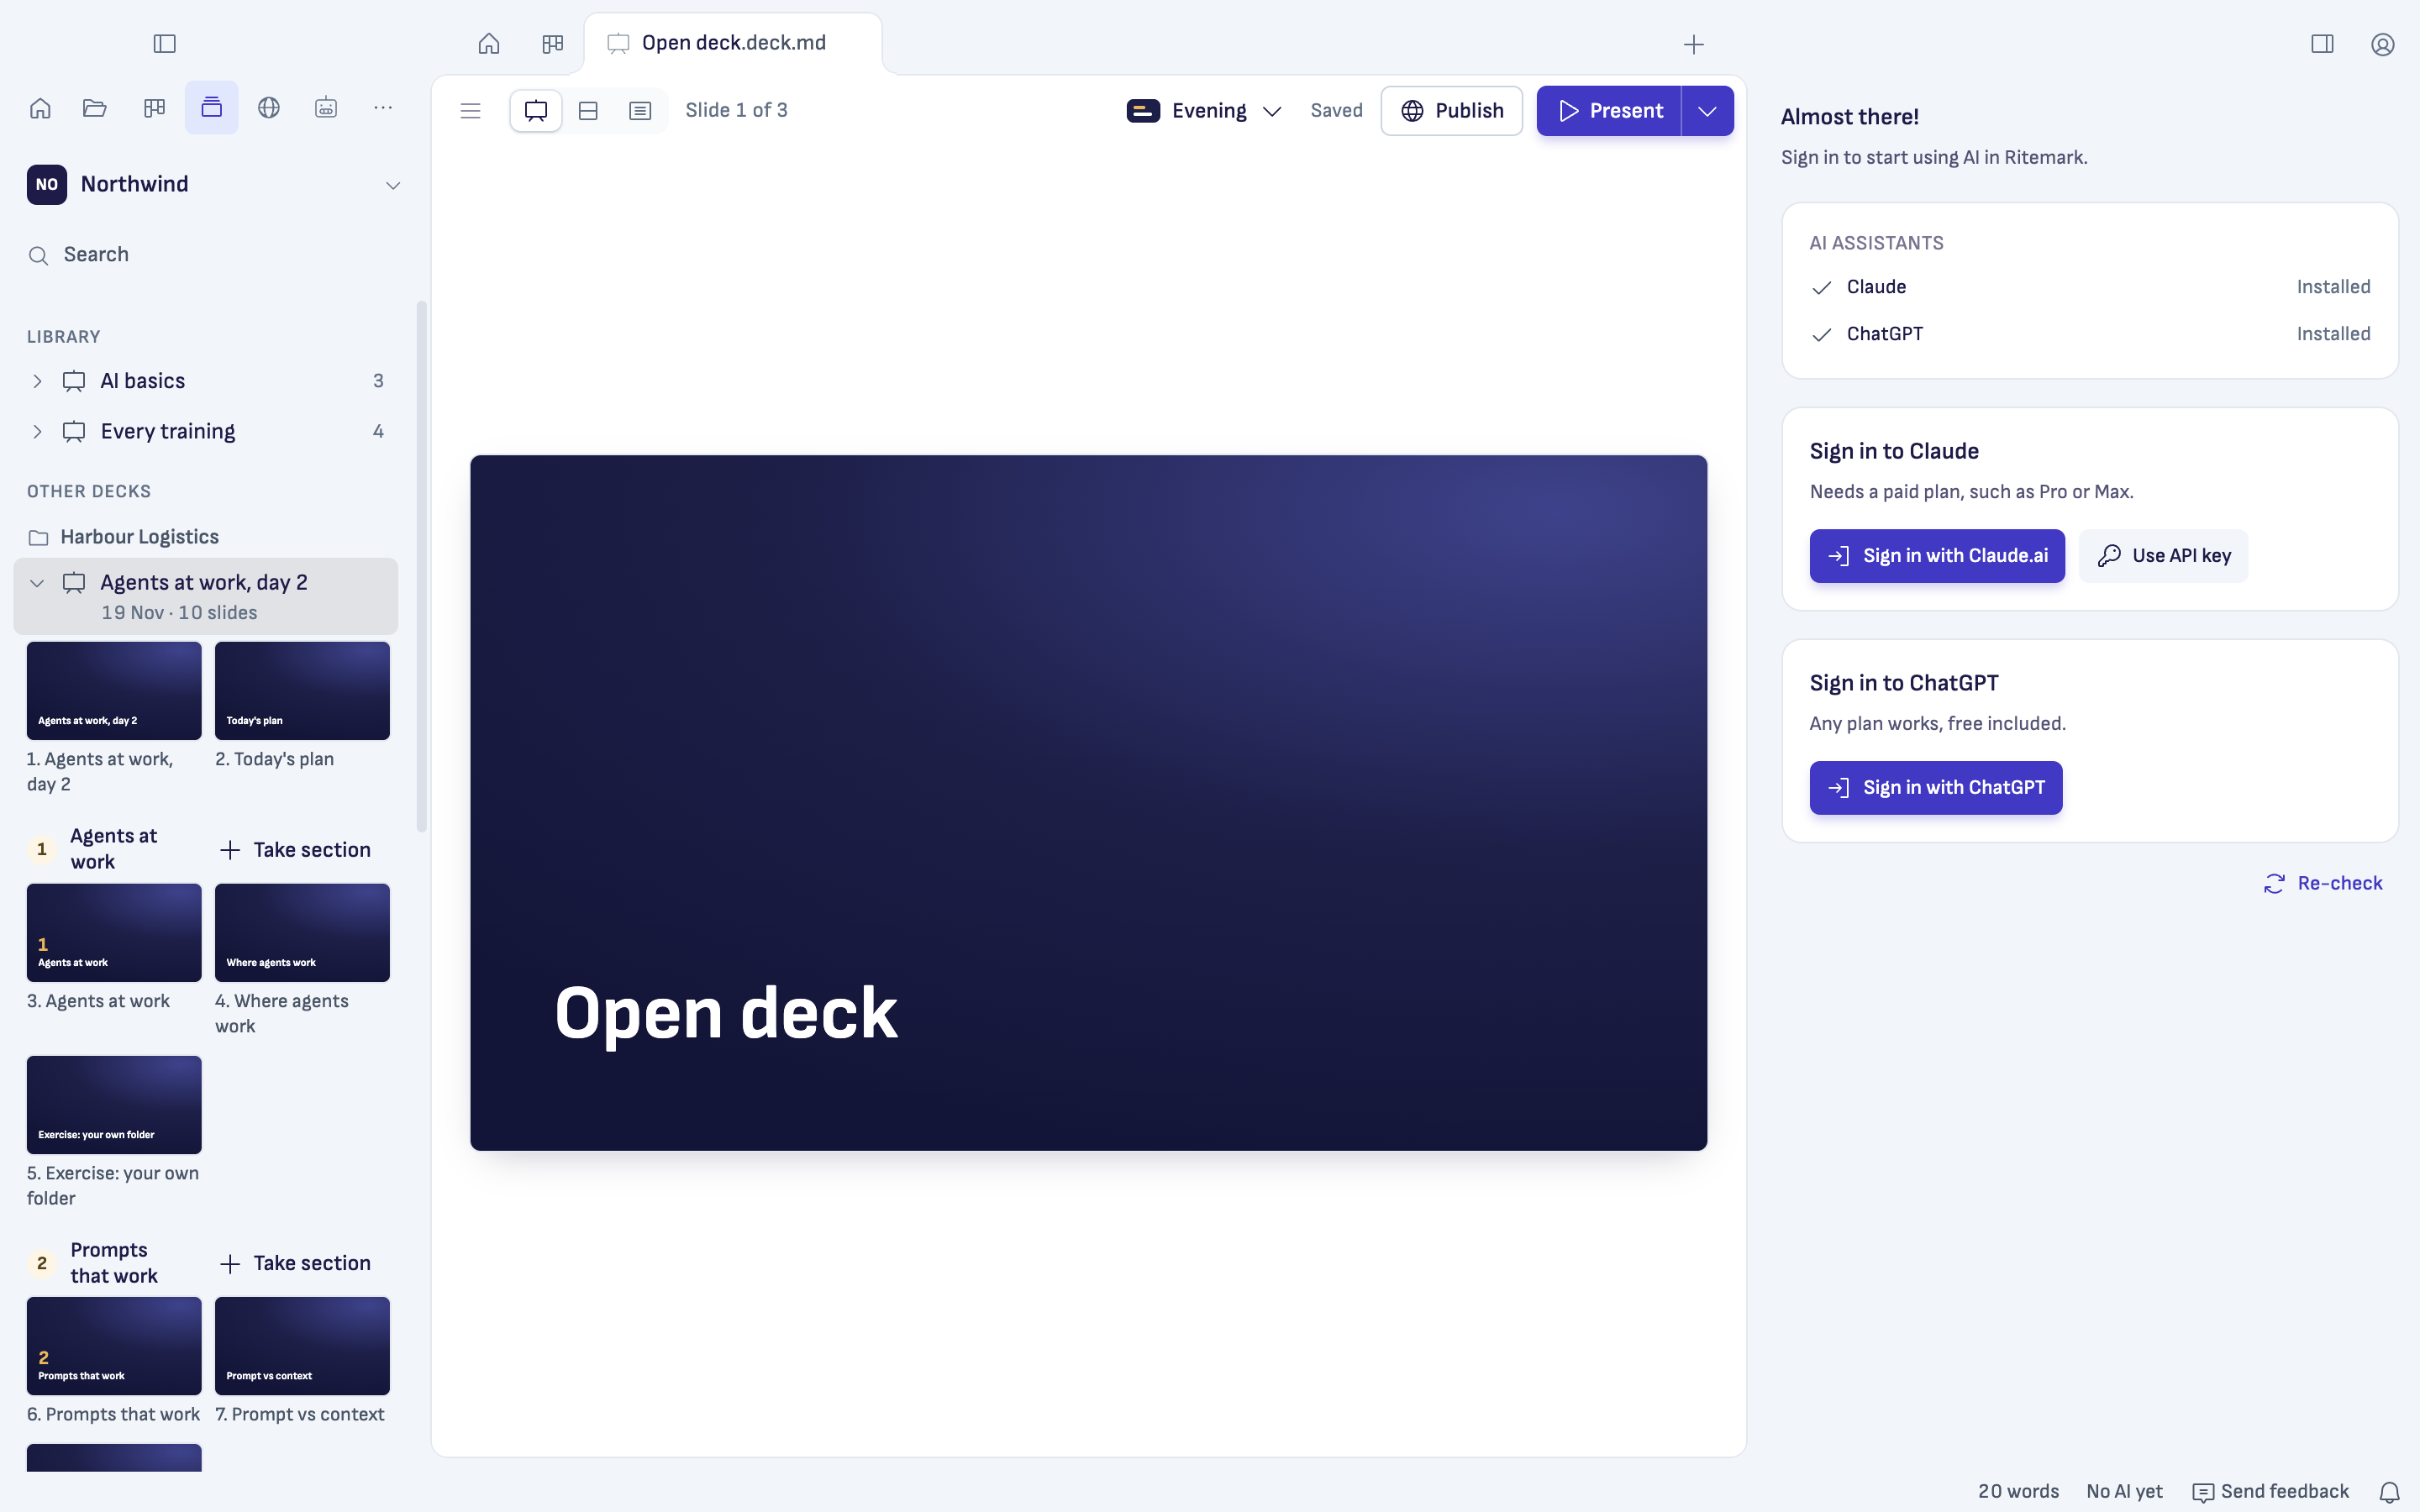 Open deck.deck.md
Slide 1 of 3
Evening
Saved
Publish
Present
NO
Northwind
Search
LIBRARY
AI basics 3
Every training 4
OTHER DECKS
Harbour Logistics
Agents at work, day 2
19 Nov · 10 slides
Agents at work, day 2
Today's plan
1. Agents at work,
day 2
2. Today's plan
1
Agents at
work
Take section
1
Agents at work
Where agents work
3. Agents at work
4. Where agents
work
Exercise: your own folder
5. Exercise: your own
folder
2
Prompts
that work
Take section
2
Prompts that work
Prompt vs context
6. Prompts that work
7. Prompt vs context
Open deck
Almost there!
Sign in to start using AI in Ritemark.
AI ASSISTANTS
Claude Installed
ChatGPT Installed
Sign in to Claude
Needs a paid plan, such as Pro or Max.
Sign in with Claude.ai
Use API key
Sign in to ChatGPT
Any plan works, free included.
Sign in with ChatGPT
Re-check
20 words
No AI yet
Send feedback